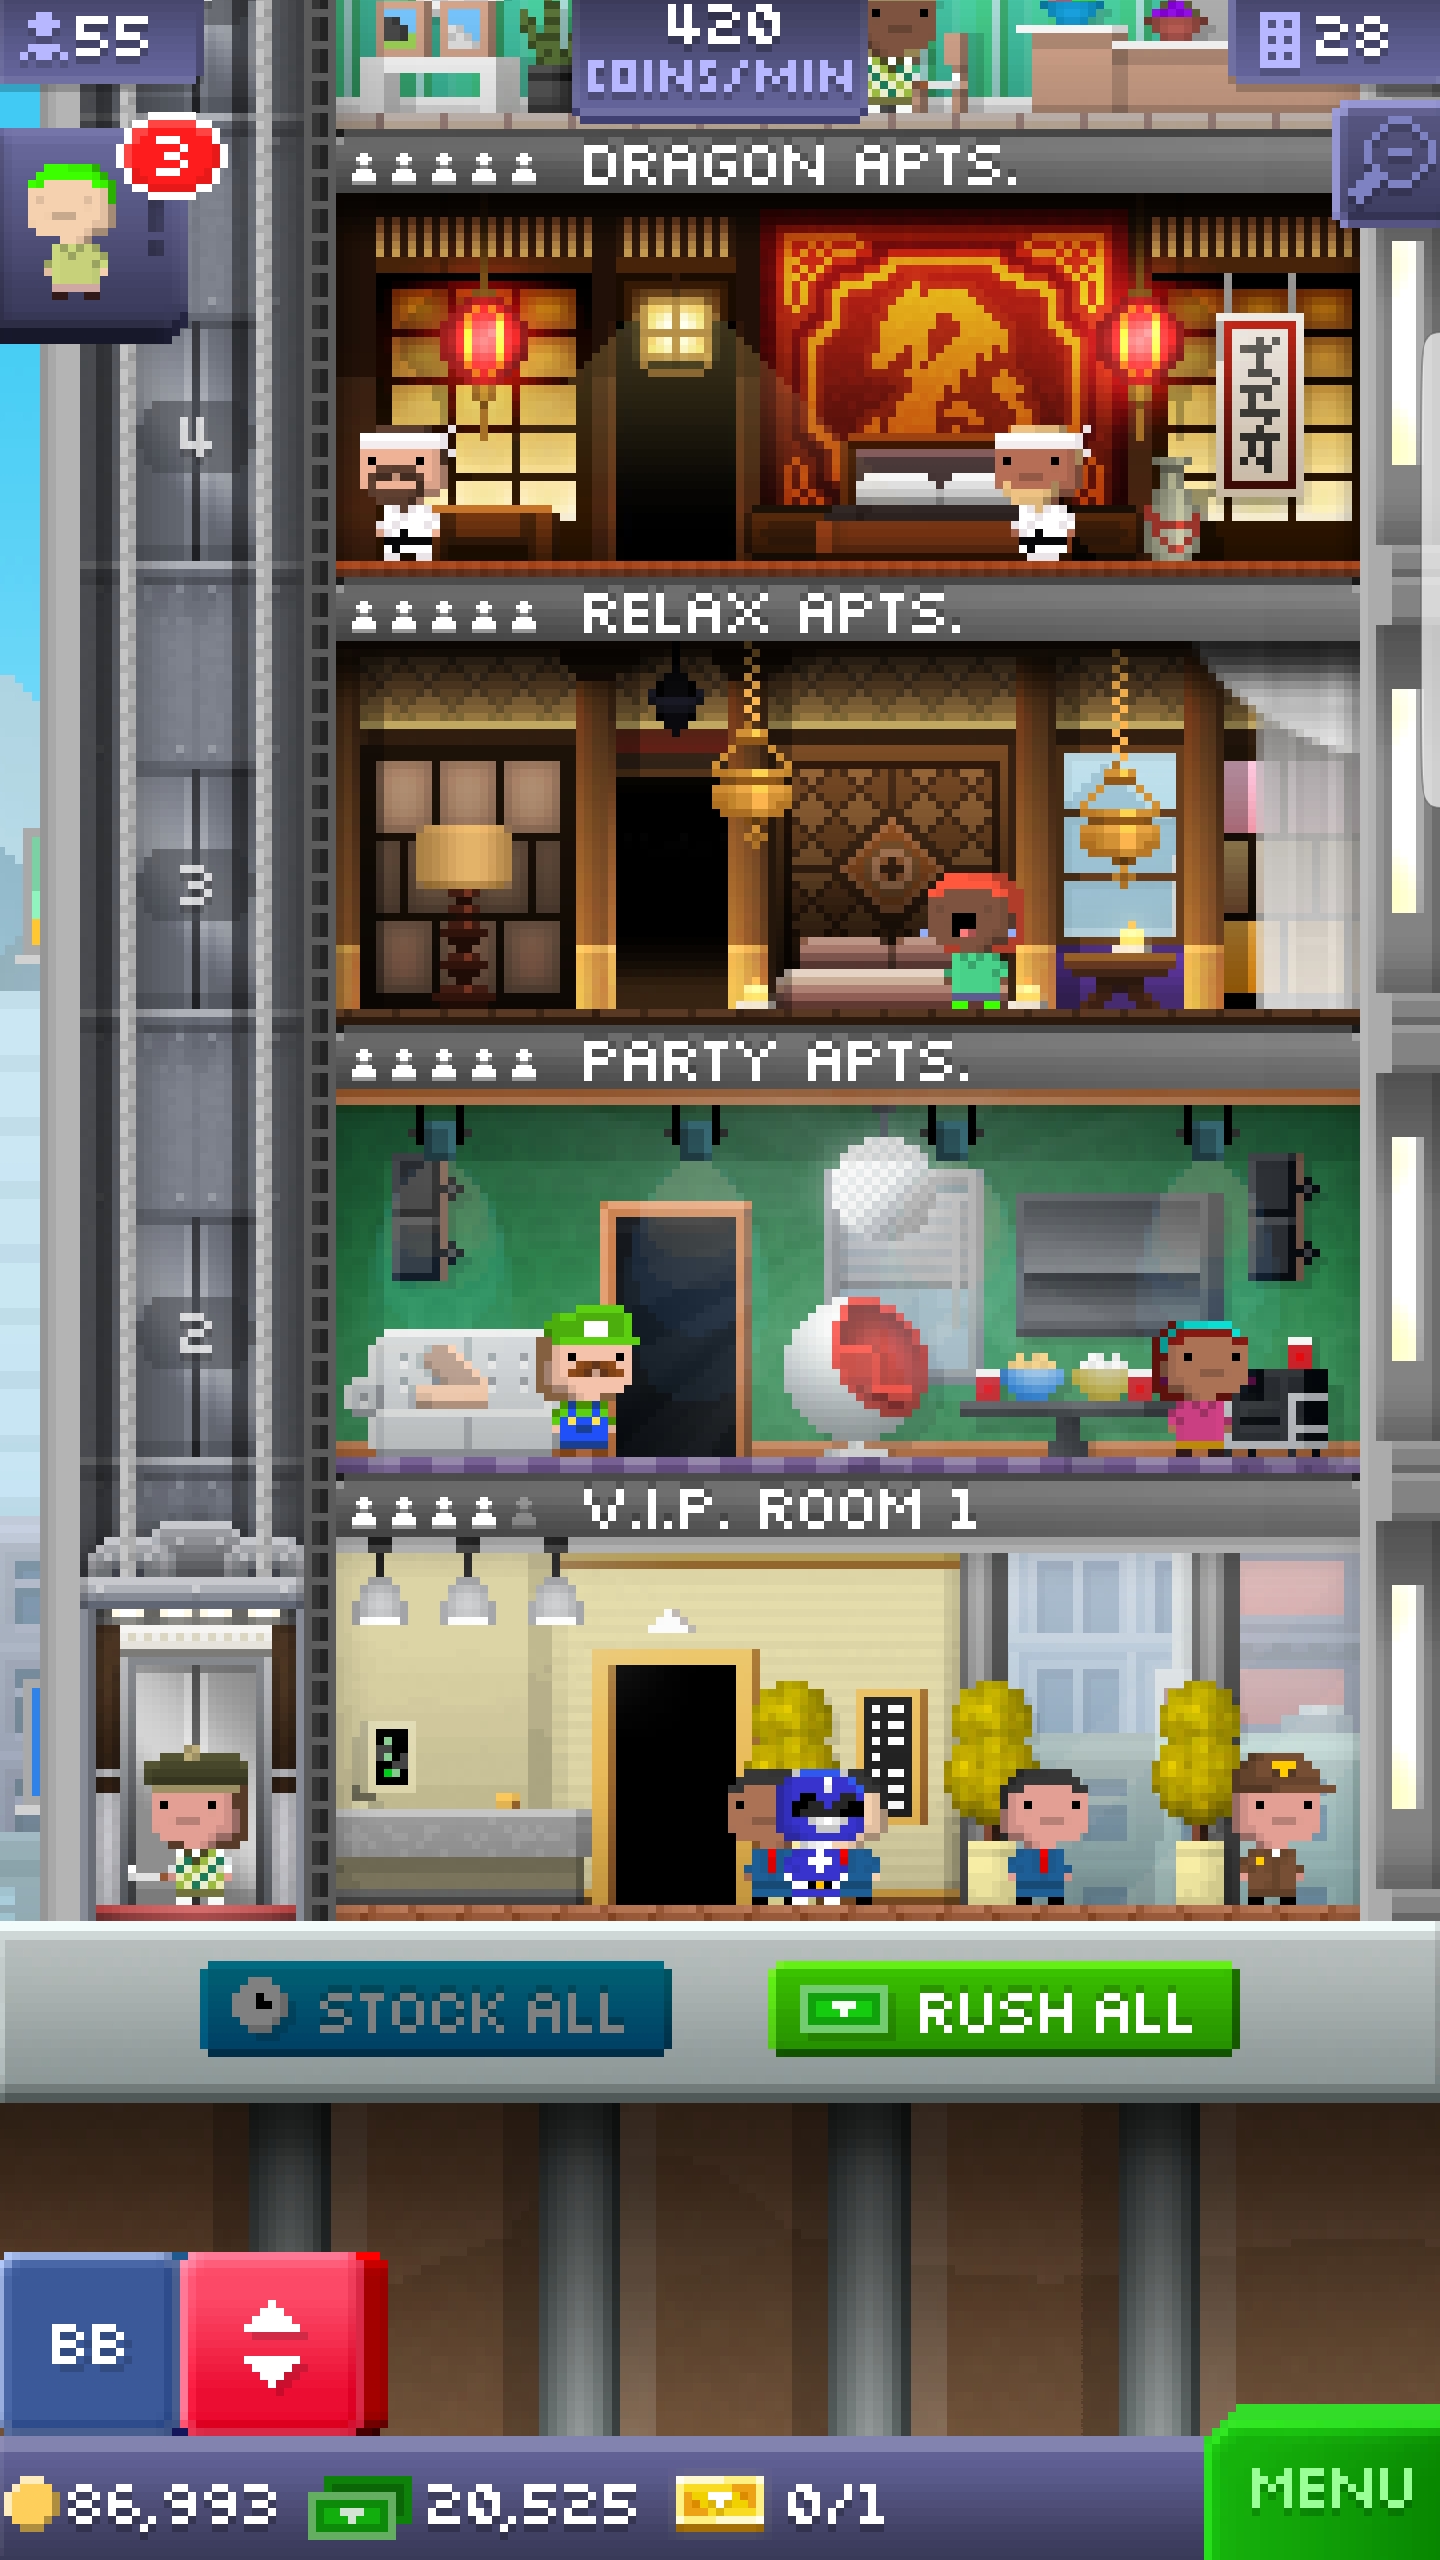 55
420
COINS/MIN
28
3
DRAGON APTS.
4
RELAX APTS.
3
PARTY APTS.
2
V.I.P. ROOM 1
STOCK ALL
RUSH ALL
BB
MENU
86,993
20,525
0/1